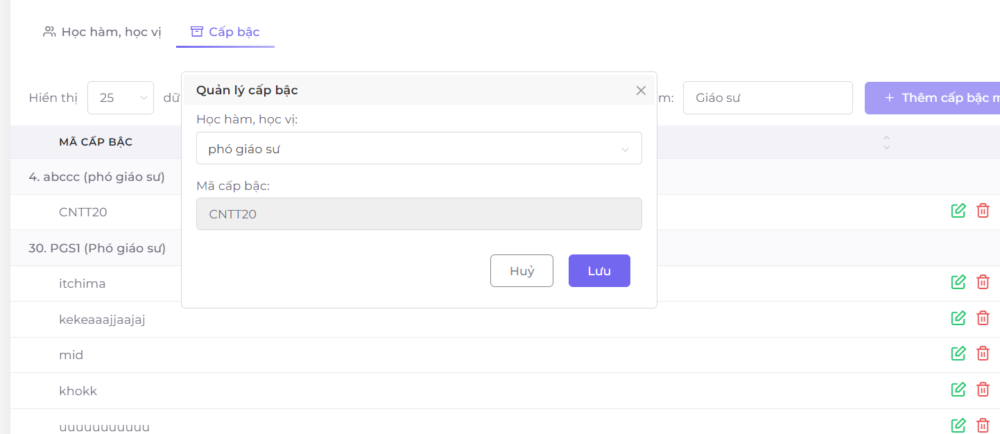 Học hàm, học vị
Cấp bậc
Hiển thị 25 dữ
m: Giáo sư
+ Thêm cấp bậc m
Quản lý cấp bậc
Học hàm, học vị:
phó giáo sư
Mã cấp bậc:
CNTT20
Huỷ
Lưu
MÃ CẤP BẬC
4. abccc (phó giáo sư)
CNTT20
30. PGS1 (Phó giáo sư)
itchima
kekeaaajjaajaj
mid
khokk
uuuuuuuuuuu